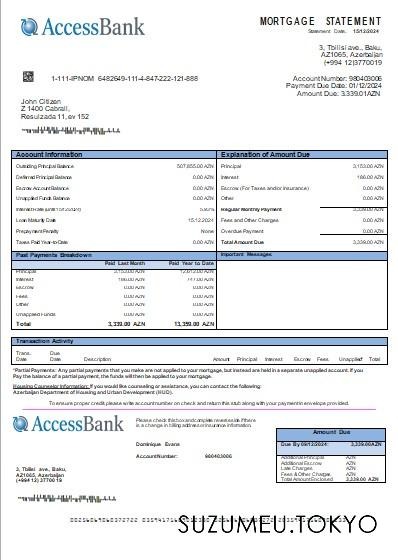 AccessBank
MORTGAGE STATEMENT
Statement Date: 15/12/2024
3, Tbilisi ave., Baku,
AZ1065, Azerbaijan
(+994 12)3770019
1-111-IPNOM 6482649-111-4-847-222-121-888
Account Number: 980403006
Payment Due Date: 01/12/2024
Amount Due: 3,339.01AZN
John Citizen
Z 1400 Cabrall,
Resulzada 11, ev 152
Account Information
Outsiding Principal Balance 507,855.00 AZN
Deferred Principal Balance 0.00 AZN
Escrow Account Balance 0.00 AZN
Unapplied Funds Balance 0.00 AZN
Interest Rate (until 15.12.2024)
Loan Maturity Date 15.12.2024
Prepayment Penalty None
Taxes Paid Year-to-Date 0.00 AZN
Explanation of Amount Due
Principal 3,153.00 AZN
Interest 186.00 AZN
Escrow (For Taxes and/or Insurance) 0.00 AZN
Other 0.00 AZN
Regular Monthly Payment 3,339.00 AZN
Fees and Other Charges 0.00 AZN
Overdue Payment 0.00 AZN
Total Amount Due 3,339.00 AZN
Past Payments Breakdown
Paid Last Month Paid Year to Date
Principal 3,153.00 AZN 12,612.00 AZN
Interest 186.00 AZN 747.00 AZN
Escrow 0.00 AZN 0.00 AZN
Fees 0.00 AZN 0.00 AZN
Other 0.00 AZN 0.00 AZN
Unapplied Funds 0.00 AZN 0.00 AZN
Total 3,339.00 AZN 13,359.00 AZN
Important Messages
Transaction Activity
Trans. Date Due Date Description Amount Principal Interest Escrow Fees Unapplied Total
*Partial Payments: Any partial payments that you make are not applied to your mortgage, but instead are held in a separate unapplied account. If you
Pay the balance of a partial payment, the funds will then be applied to your mortgage.
Housing Counselor Information: If you would like counseling or assistance, you can contact the following:
Azerbaijan Department of Housing and Urban Development (HUD).
To ensure proper credit please write account number on check and return this stub along with your payment in envelope provided.
AccessBank
Please check this box and complete reverse side if there
is a change in billing address or insurance information.
Dominique Evans
Account Number: 980403006
3, Tbilisi ave., Baku,
AZ1065, Azerbaijan
(+994 12) 3770019
Amount Due
Due By 09/12/2024: 3,339.00AZN
Additional Principal AZN
Additional Escrow AZN
Late Charges AZN
Fees & Other Charges AZN
Total Amount Enclosed 3,339.00 AZN
SUZUMEU.TOKYO